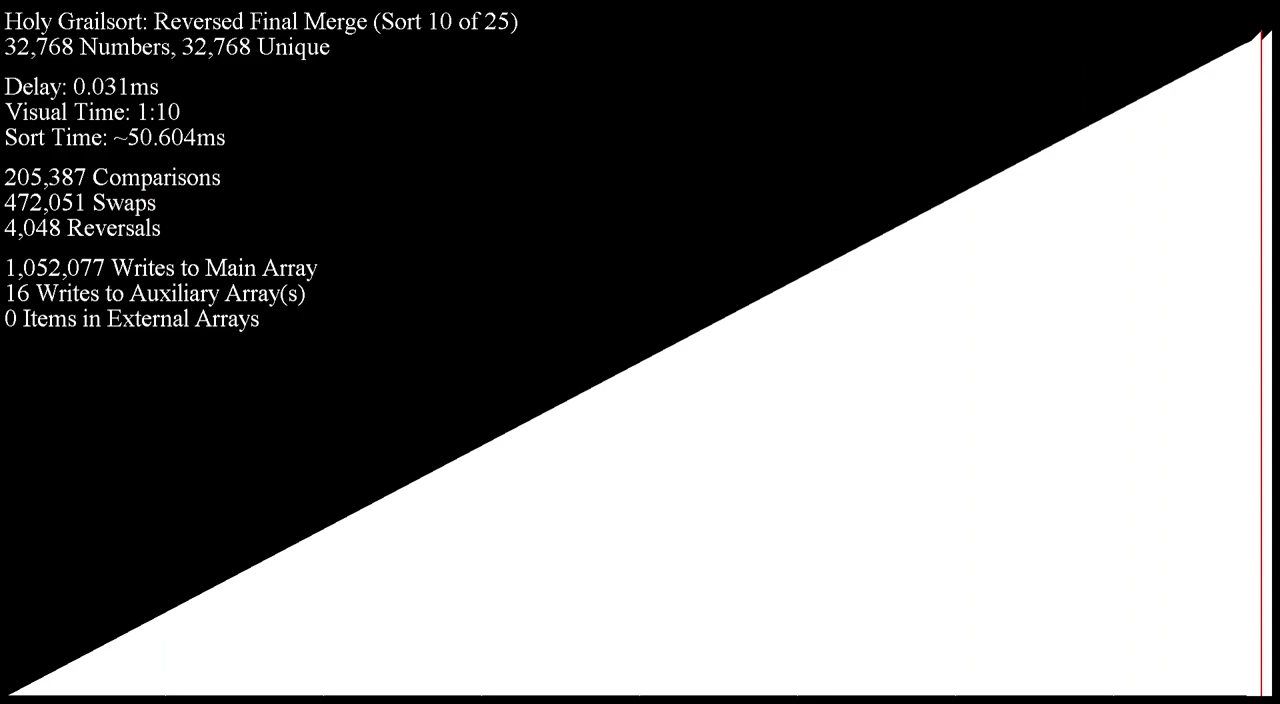 Holy Grailsort: Reversed Final Merge (Sort 10 of 25)
32,768 Numbers, 32,768 Unique
Delay: 0.031ms
Visual Time: 1:10
Sort Time: ~50.604ms
205,387 Comparisons
472,051 Swaps
4,048 Reversals
1,052,077 Writes to Main Array
16 Writes to Auxiliary Array(s)
0 Items in External Arrays